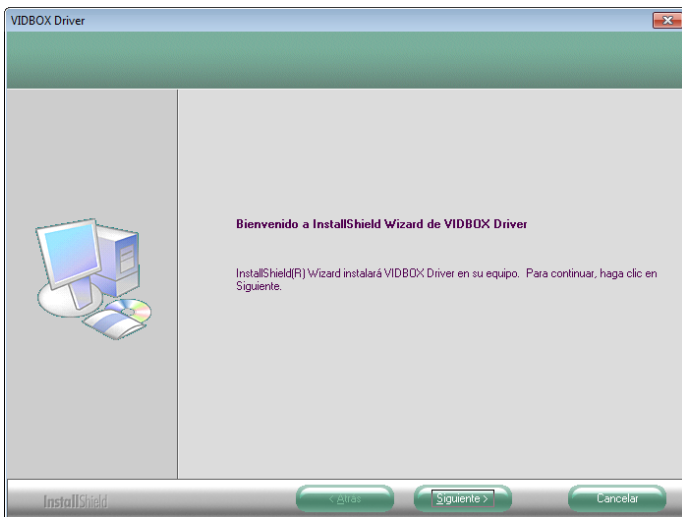 VIDBOX Driver
Bienvenido a InstallShield Wizard de VIDBOX Driver
InstallShield(R) Wizard instalará VIDBOX Driver en su equipo. Para continuar, haga clic en
Siguiente.
InstallShield
< Atrás
Siguiente >
Cancelar